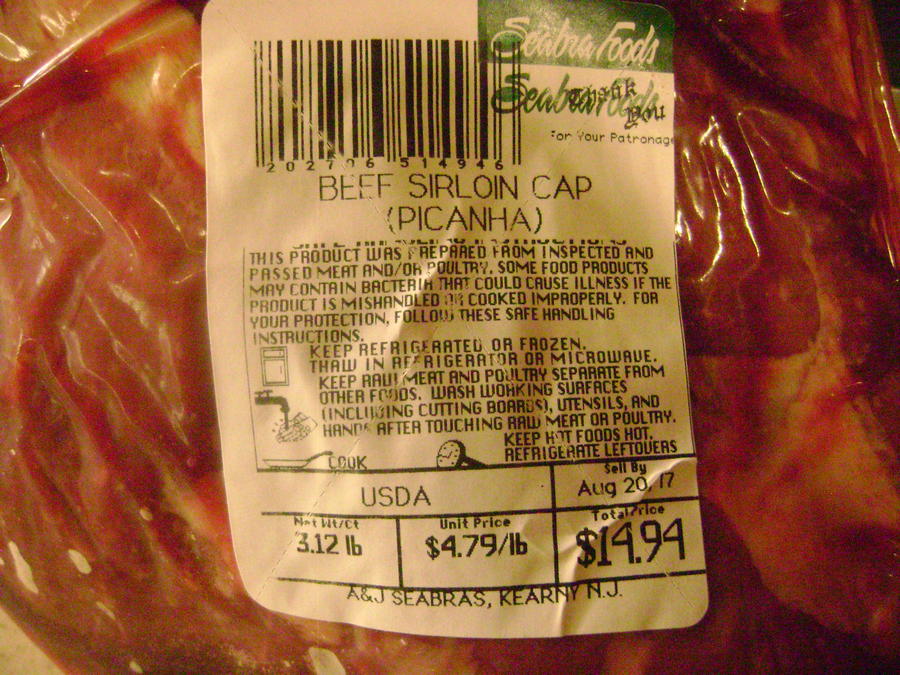 Seabra Foods
Seabra Foods
Thank You
For Your Patronage
202706 514946
BEEF SIRLOIN CAP
(PICANHA)
SAFE HANDLING INSTRUCTIONS
THIS PRODUCT WAS PREPARED FROM INSPECTED AND
PASSED MEAT AND/OR POULTRY. SOME FOOD PRODUCTS
MAY CONTAIN BACTERIA THAT COULD CAUSE ILLNESS IF THE
PRODUCT IS MISHANDLED OR COOKED IMPROPERLY. FOR
YOUR PROTECTION, FOLLOW THESE SAFE HANDLING
INSTRUCTIONS.
KEEP REFRIGERATED OR FROZEN.
THAW IN REFRIGERATOR OR MICROWAVE.
KEEP RAW MEAT AND POULTRY SEPARATE FROM
OTHER FOODS. WASH WORKING SURFACES
(INCLUDING CUTTING BOARDS), UTENSILS, AND
HANDS AFTER TOUCHING RAW MEAT OR POULTRY.
KEEP HOT FOODS HOT.
REFRIGERATE LEFTOVERS
COOK
Sell By
USDA
Aug 20, 17
Net Wt/Ct
Unit Price
Total Price
3.12 lb
$4.79/lb
$14.94
A&J SEABRAS, KEARNY N.J.